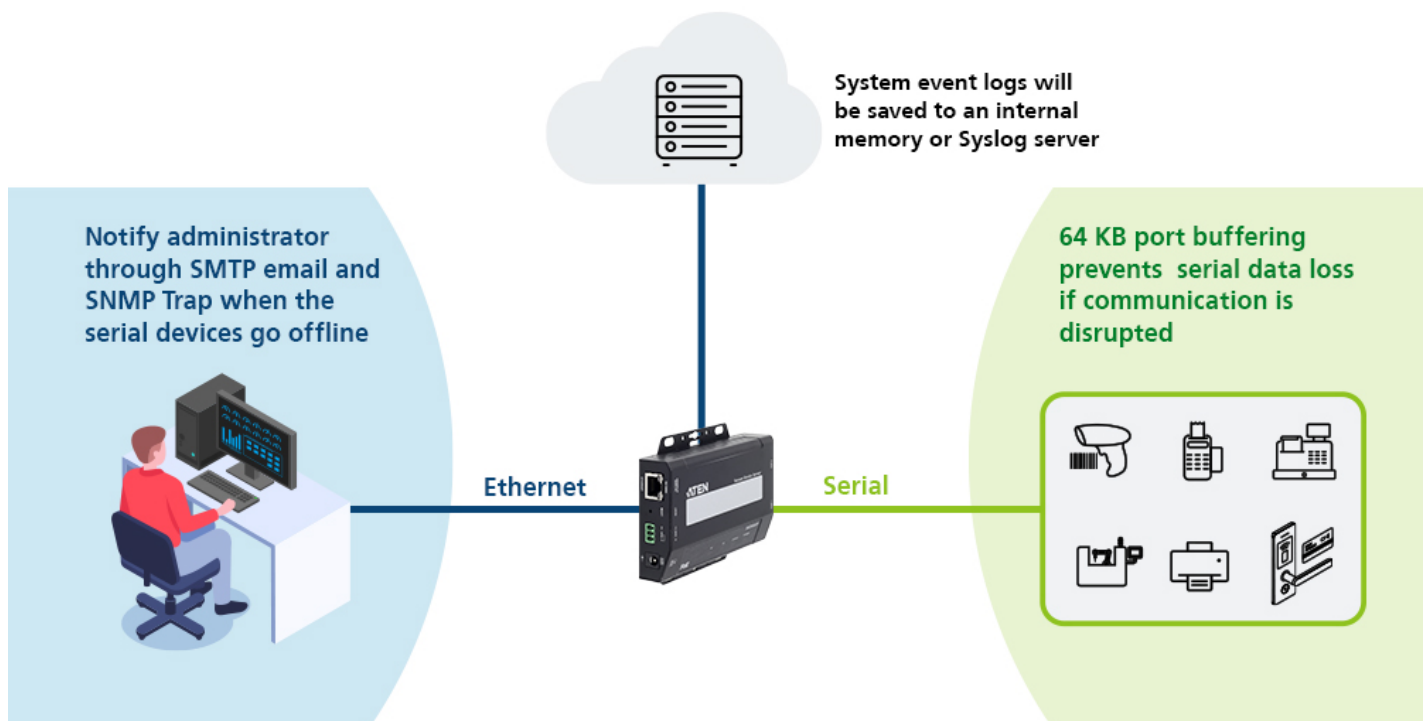 System event logs will
be saved to an internal
memory or Syslog server
Notify administrator
through SMTP email and
SNMP Trap when the
serial devices go offline
64 KB port buffering
prevents serial data loss
if communication is
disrupted
Ethernet
Serial
ATEN